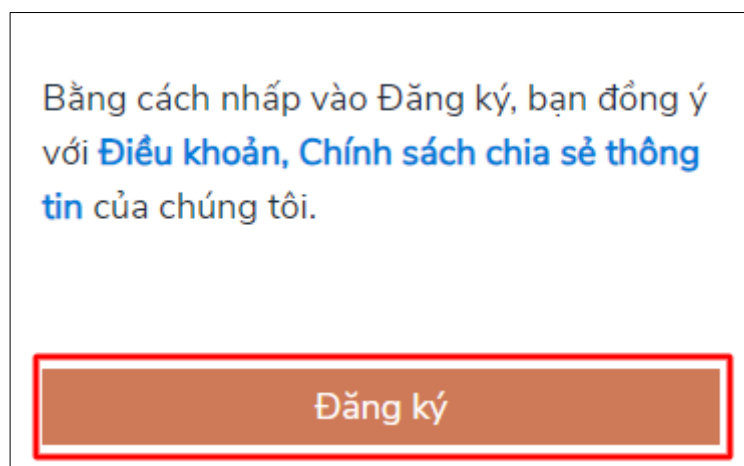 Bằng cách nhấp vào Đăng ký, bạn đồng ý
với Điều khoản, Chính sách chia sẻ thông
tin của chúng tôi.
Đăng ký